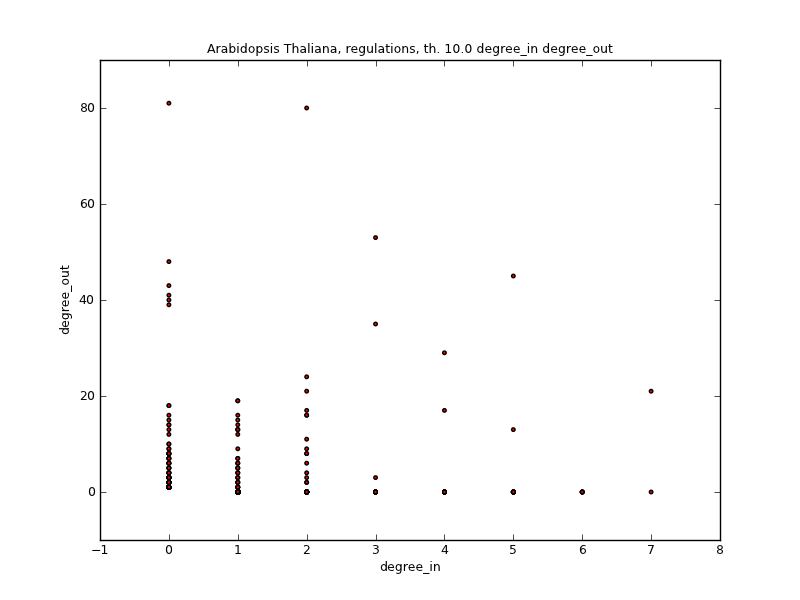 Arabidopsis Thaliana, regulations, th. 10.0 degree_in degree_out
80
60
40
20
0
degree_out
−1 0 1 2 3 4 5 6 7 8
degree_in